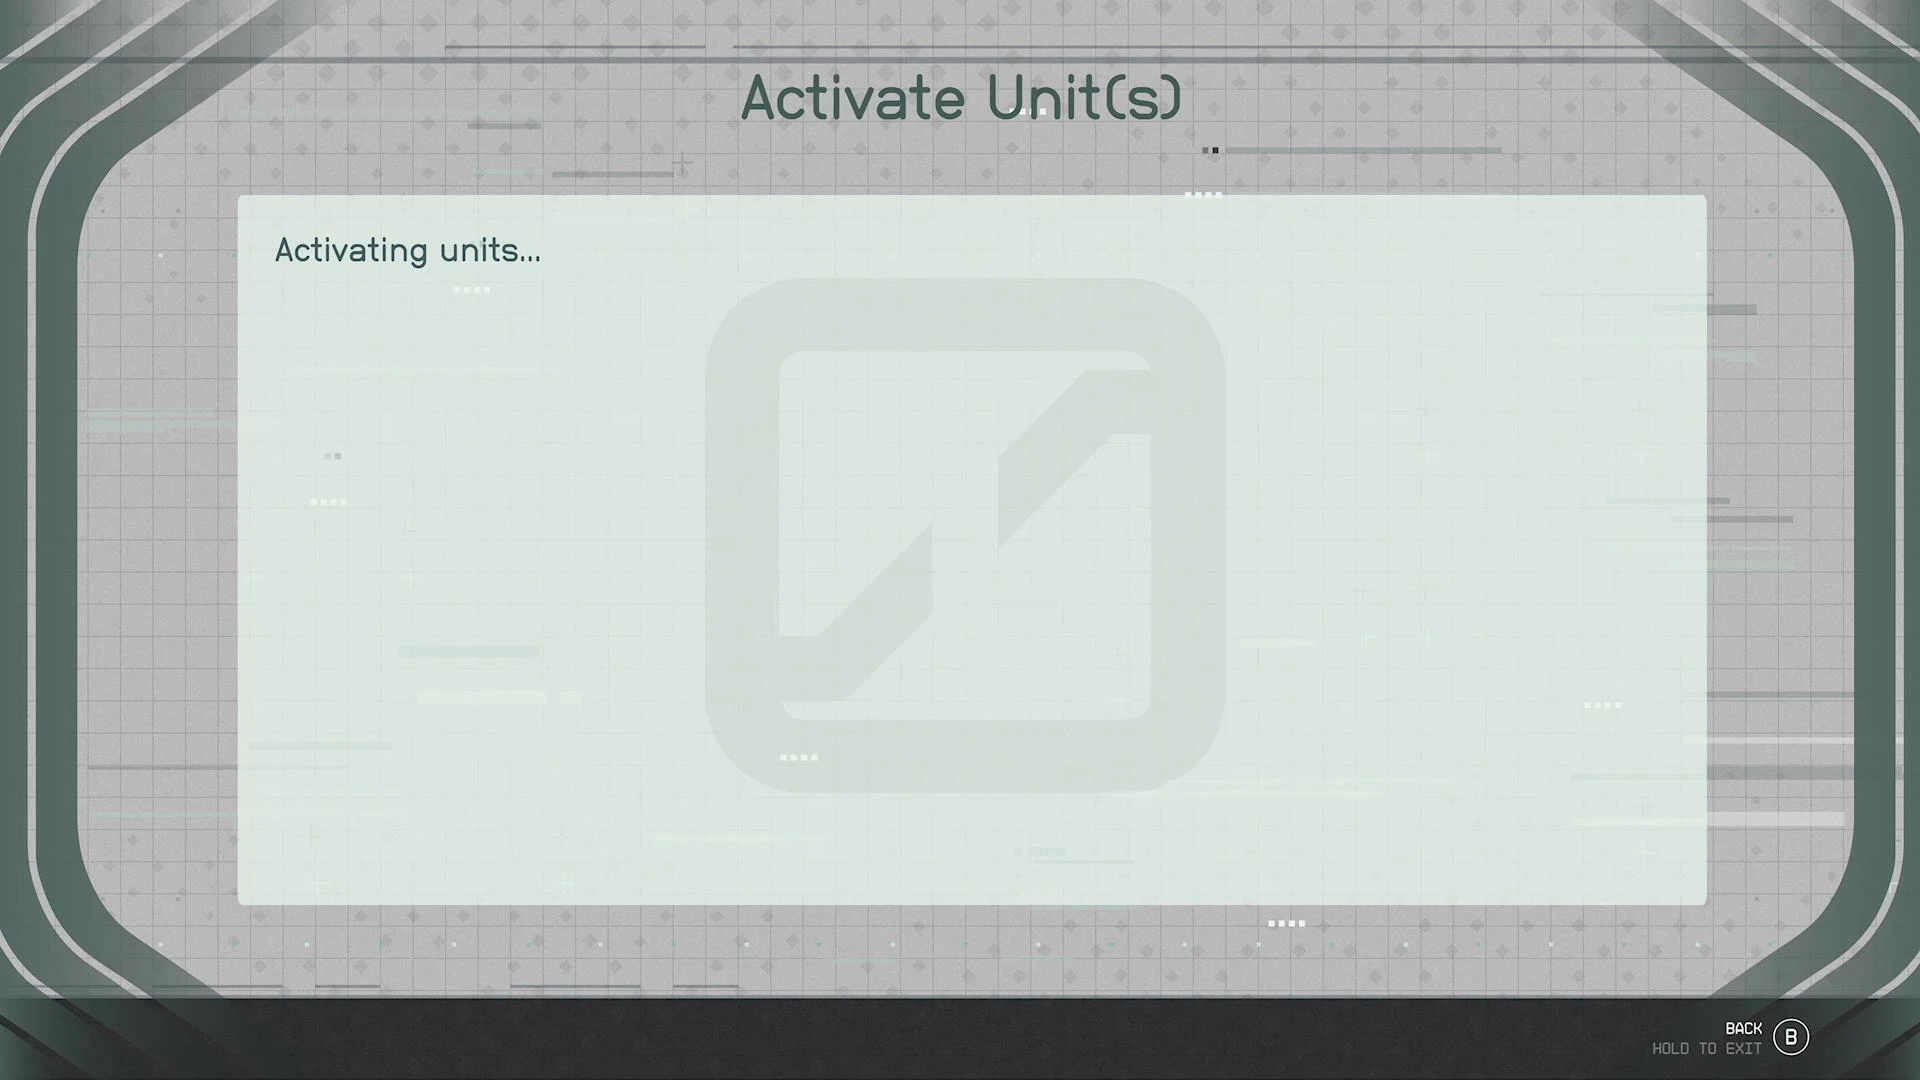 Activate Unit(s)
Activating units...
BACK
HOLD TO EXIT
B